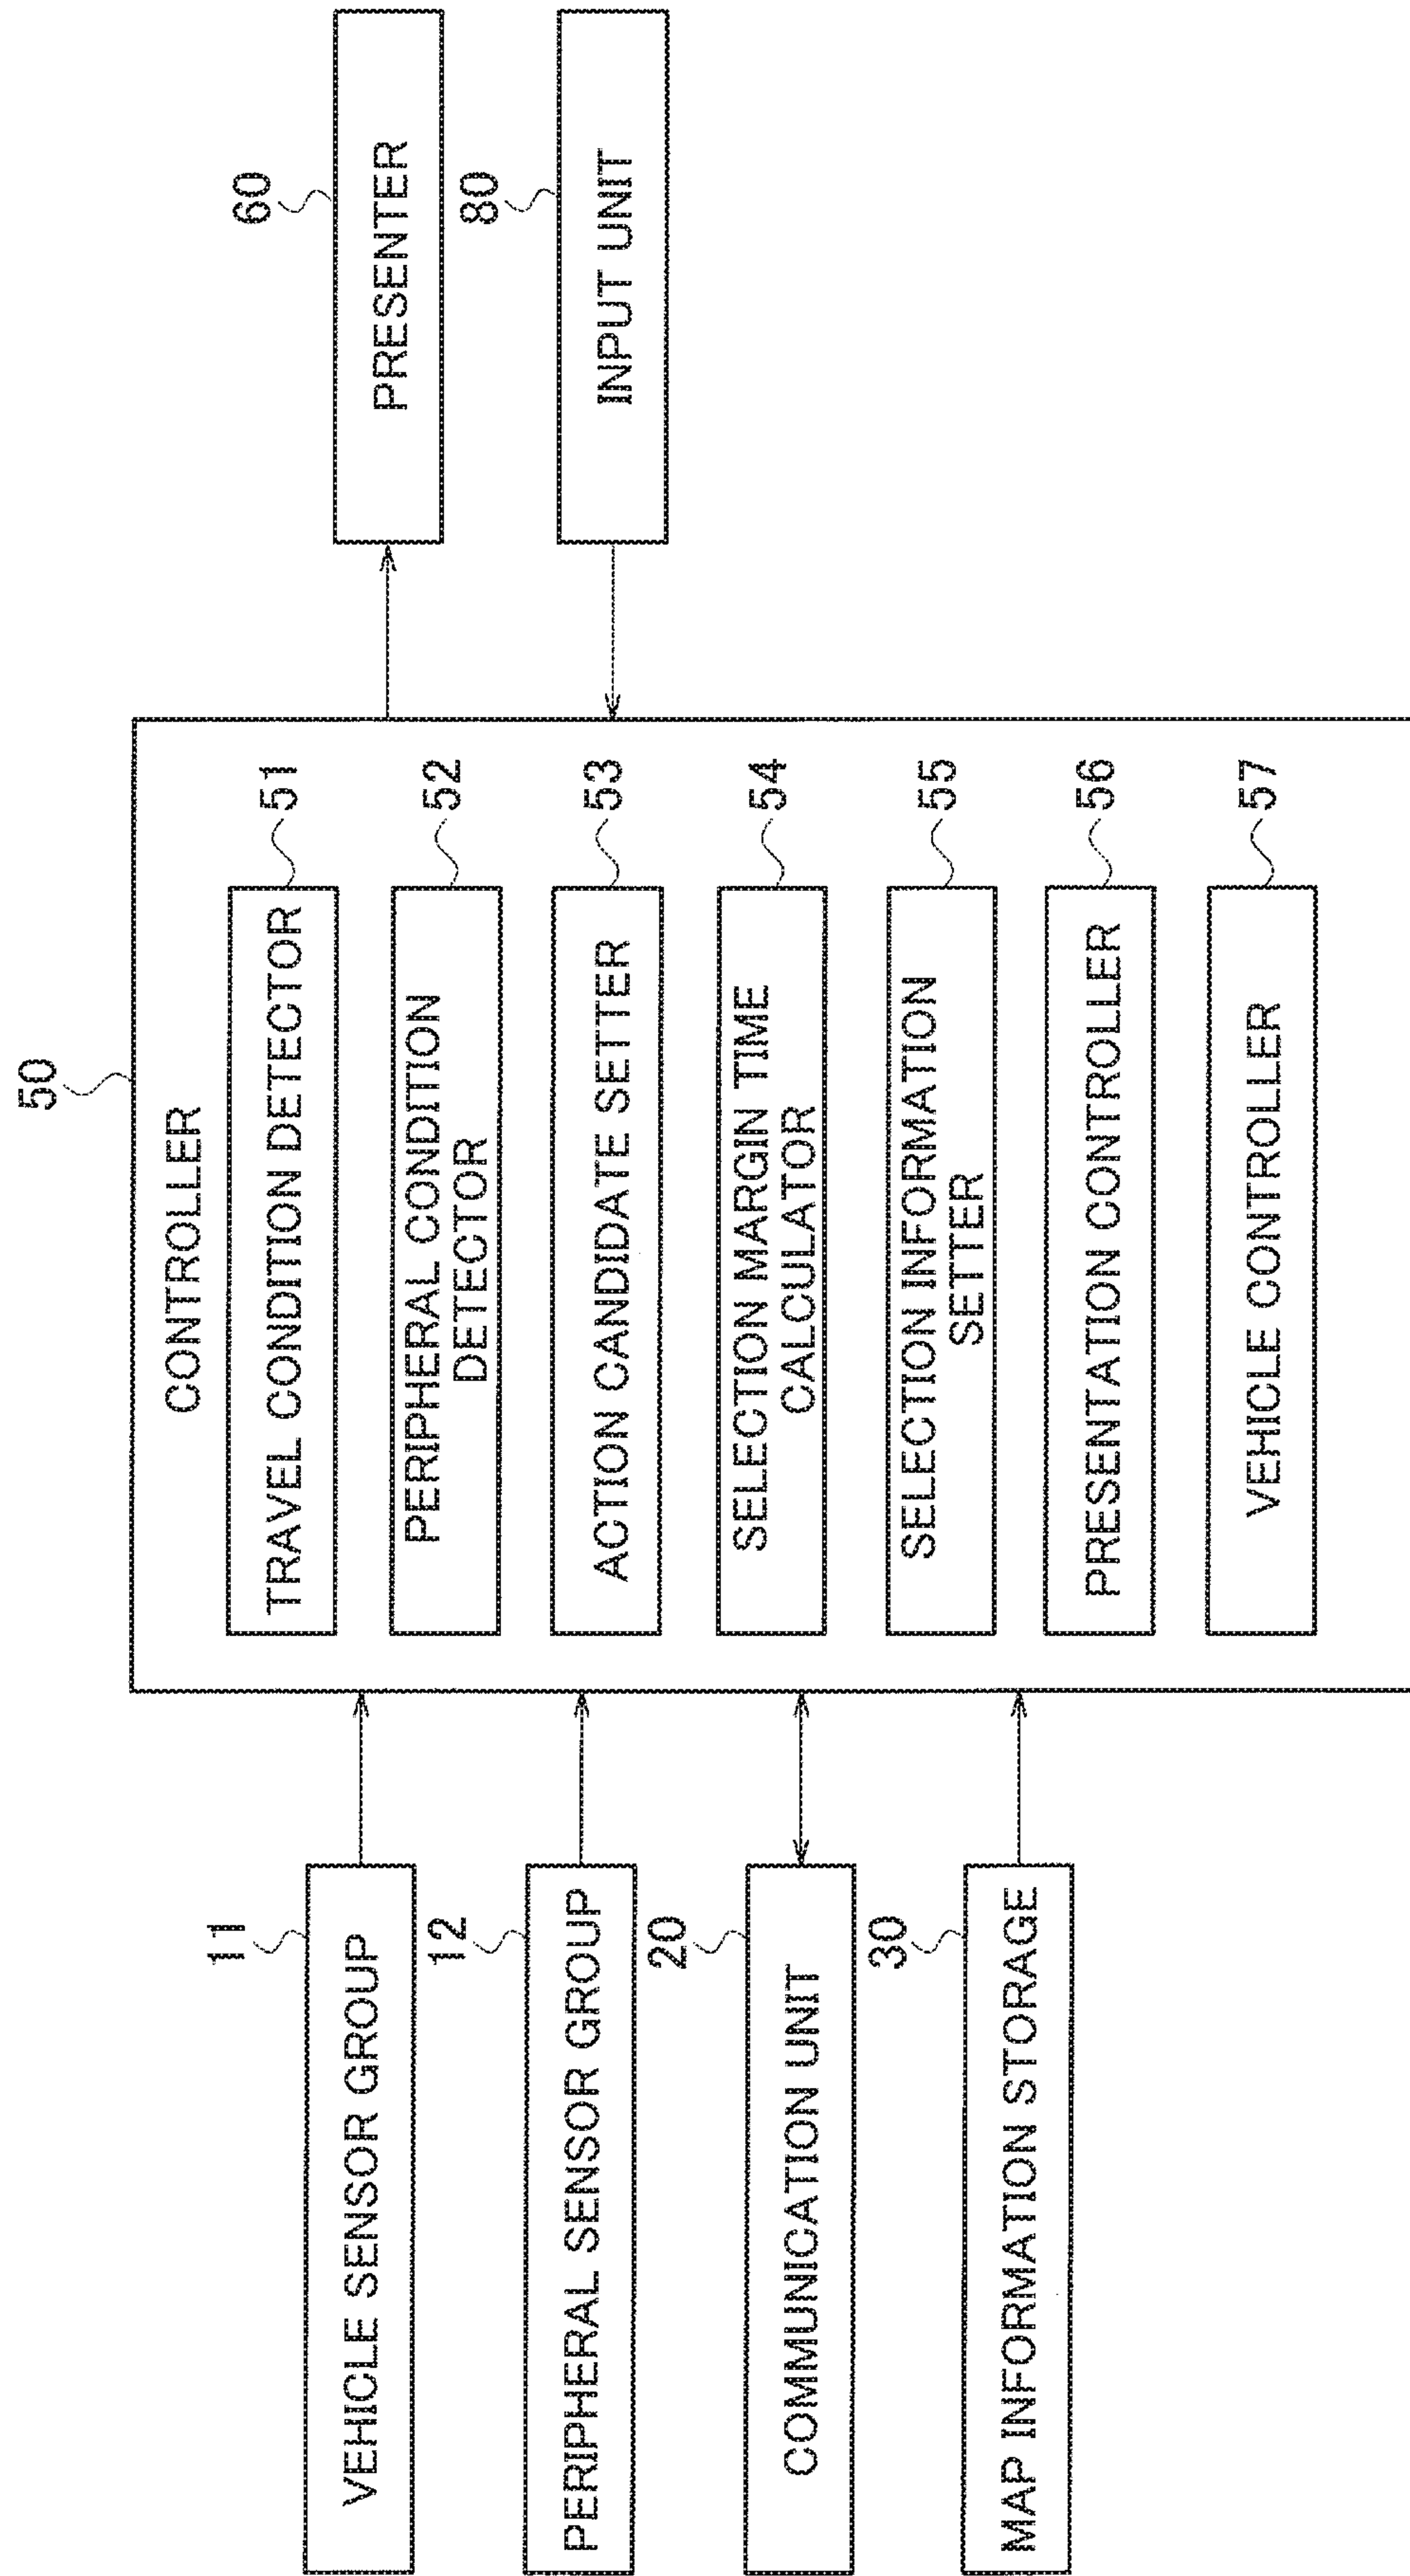 50
CONTROLLER
11
VEHICLE SENSOR GROUP
12
PERIPHERAL SENSOR GROUP
20
COMMUNICATION UNIT
30
MAP INFORMATION STORAGE
TRAVEL CONDITION DETECTOR
51
PERIPHERAL CONDITION
DETECTOR
52
ACTION CANDIDATE SETTER
53
SELECTION MARGIN TIME
CALCULATOR
54
SELECTION INFORMATION
SETTER
55
PRESENTATION CONTROLLER
56
VEHICLE CONTROLLER
57
60
PRESENTER
80
INPUT UNIT